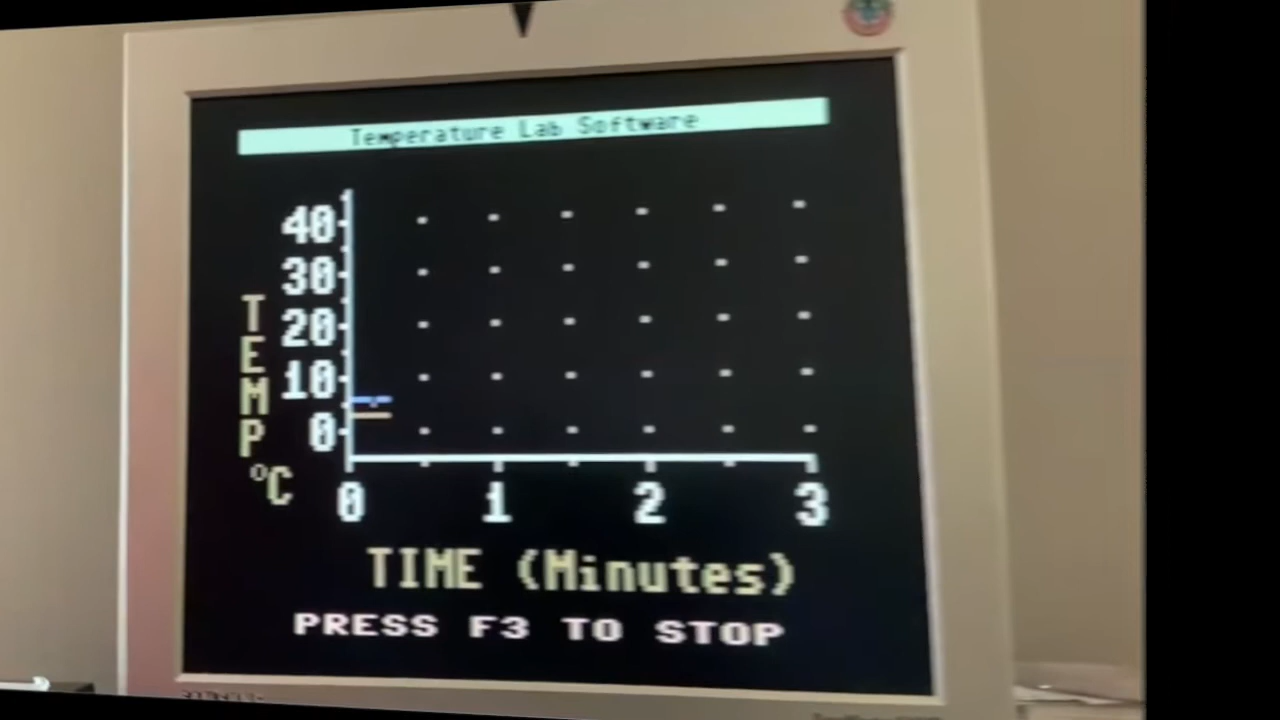 Temperature Lab Software
40
30
20
10
0
TEMP
°C
0 1 2 3
TIME (Minutes)
PRESS F3 TO STOP